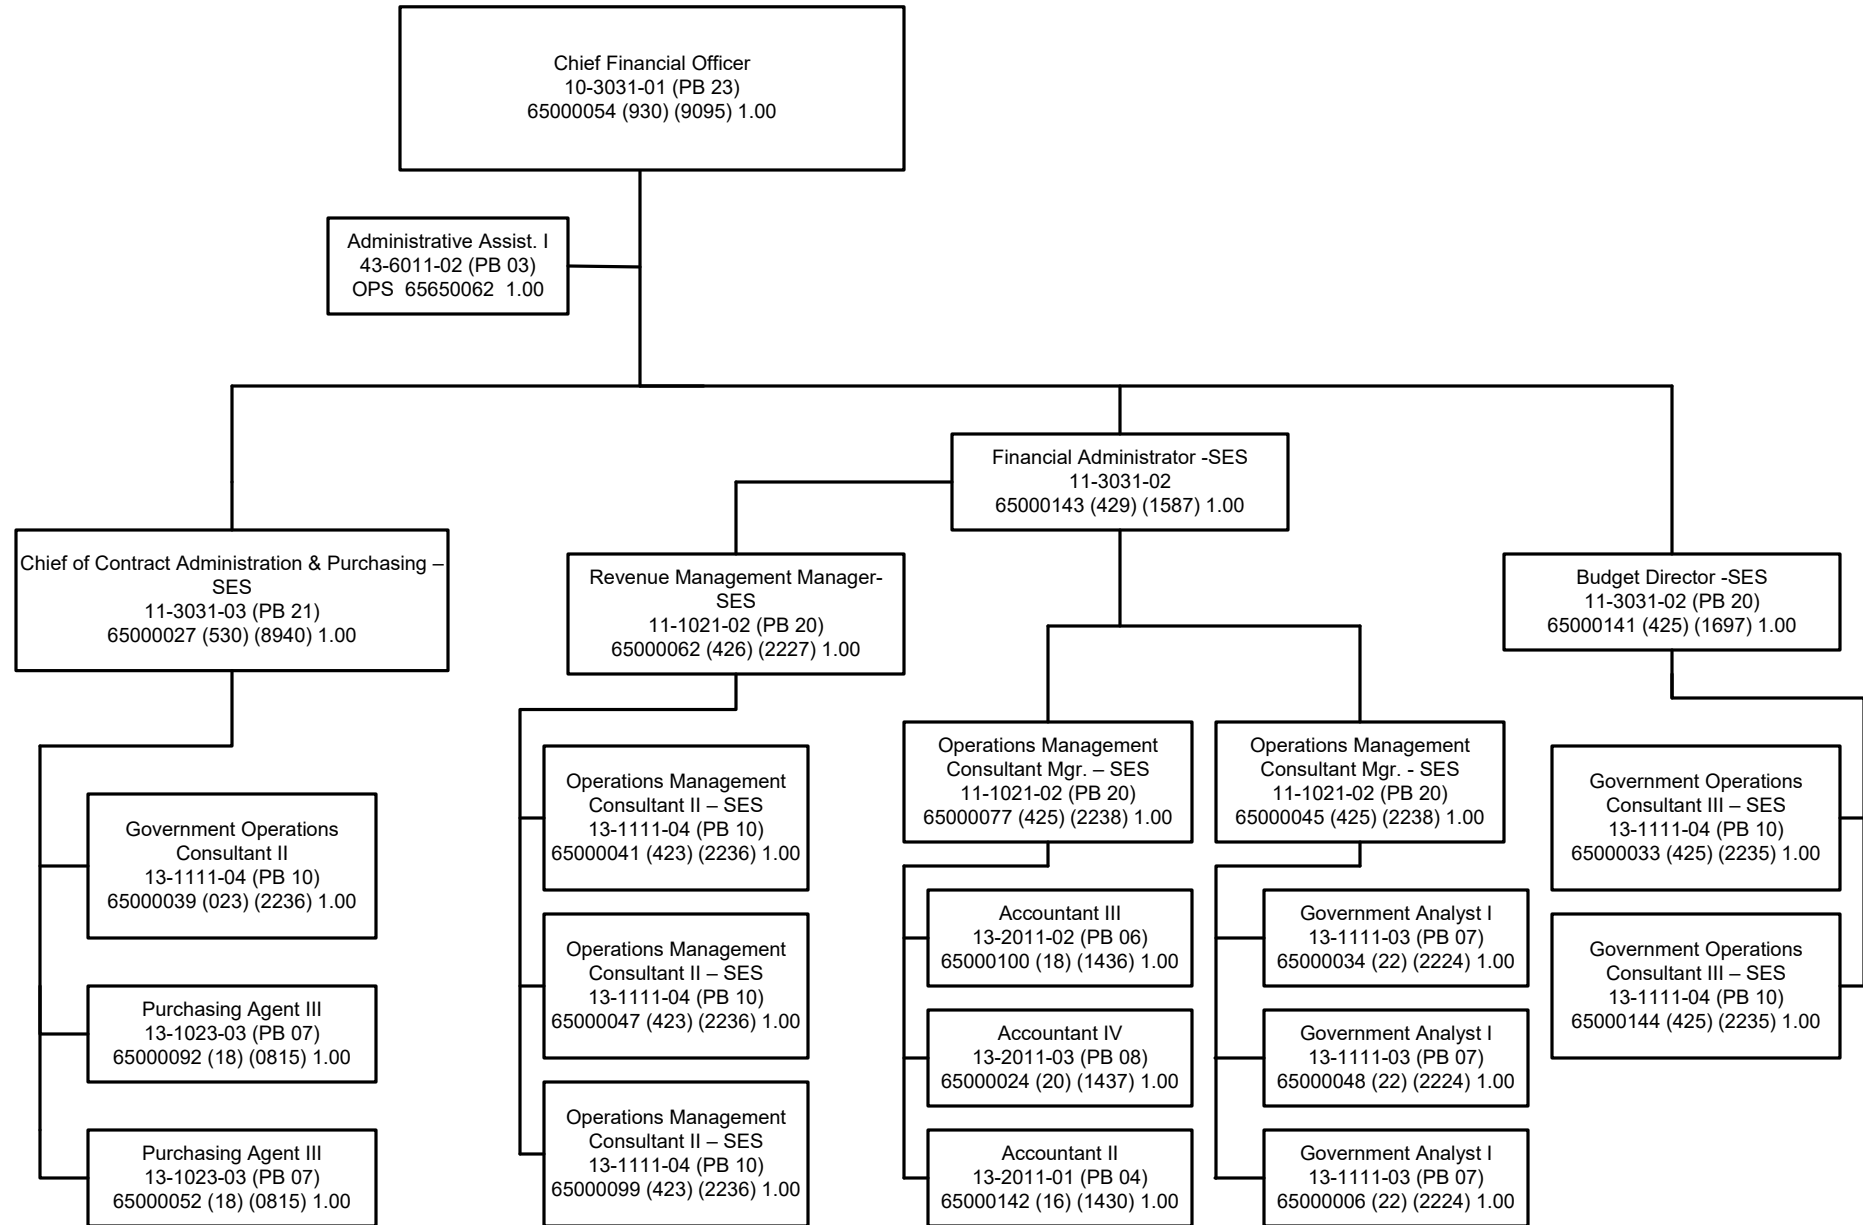 Chief Financial Officer
10-3031-01 (PB 23)
65000054 (930) (9095) 1.00
Administrative Assist. I
43-6011-02 (PB 03)
OPS  65650062  1.00
Financial Administrator -SES
11-3031-02
65000143 (429) (1587) 1.00
Chief of Contract Administration & Purchasing –
SES
11-3031-03 (PB 21)
65000027 (530) (8940) 1.00
Revenue Management Manager-
SES
11-1021-02 (PB 20)
65000062 (426) (2227) 1.00
Budget Director -SES
11-3031-02 (PB 20)
65000141 (425) (1697) 1.00
Government Operations
Consultant II
13-1111-04 (PB 10)
65000039 (023) (2236) 1.00
Purchasing Agent III
13-1023-03 (PB 07)
65000092 (18) (0815) 1.00
Purchasing Agent III
13-1023-03 (PB 07)
65000052 (18) (0815) 1.00
Operations Management
Consultant II – SES
13-1111-04 (PB 10)
65000041 (423) (2236) 1.00
Operations Management
Consultant II – SES
13-1111-04 (PB 10)
65000047 (423) (2236) 1.00
Operations Management
Consultant II – SES
13-1111-04 (PB 10)
65000099 (423) (2236) 1.00
Operations Management
Consultant Mgr. – SES
11-1021-02 (PB 20)
65000077 (425) (2238) 1.00
Accountant III
13-2011-02 (PB 06)
65000100 (18) (1436) 1.00
Accountant IV
13-2011-03 (PB 08)
65000024 (20) (1437) 1.00
Accountant II
13-2011-01 (PB 04)
65000142 (16) (1430) 1.00
Operations Management
Consultant Mgr. - SES
11-1021-02 (PB 20)
65000045 (425) (2238) 1.00
Government Analyst I
13-1111-03 (PB 07)
65000034 (22) (2224) 1.00
Government Analyst I
13-1111-03 (PB 07)
65000048 (22) (2224) 1.00
Government Analyst I
13-1111-03 (PB 07)
65000006 (22) (2224) 1.00
Government Operations
Consultant III – SES
13-1111-04 (PB 10)
65000033 (425) (2235) 1.00
Government Operations
Consultant III – SES
13-1111-04 (PB 10)
65000144 (425) (2235) 1.00